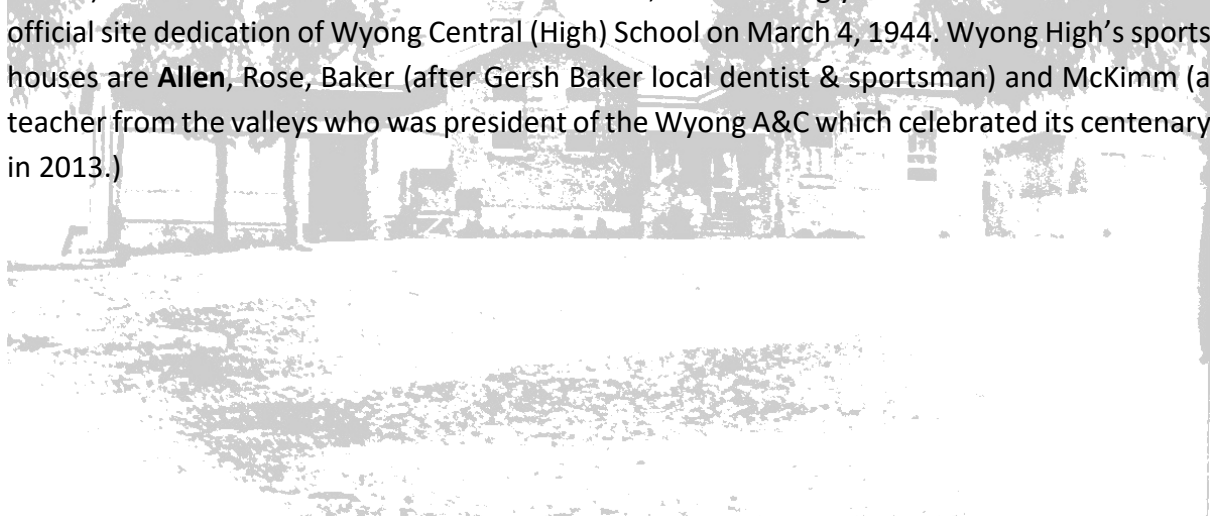 official site dedication of Wyong Central (High) School on March 4, 1944. Wyong High’s sports
houses are Allen, Rose, Baker (after Gersh Baker local dentist & sportsman) and McKimm (a
teacher from the valleys who was president of the Wyong A&C which celebrated its centenary
in 2013.)